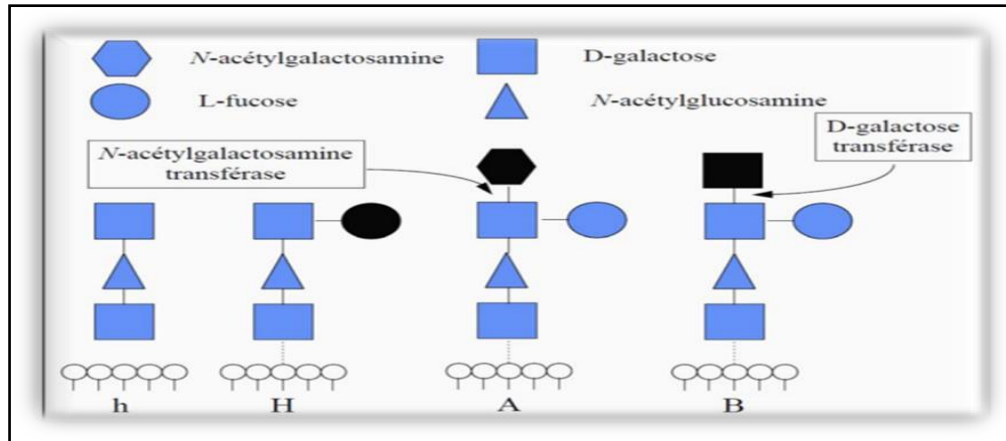 N-acétylgalactosamine
D-galactose
L-fucose
N-acétylglucosamine
N-acétylgalactosamine
transférase
D-galactose
transférase
h
H
A
B